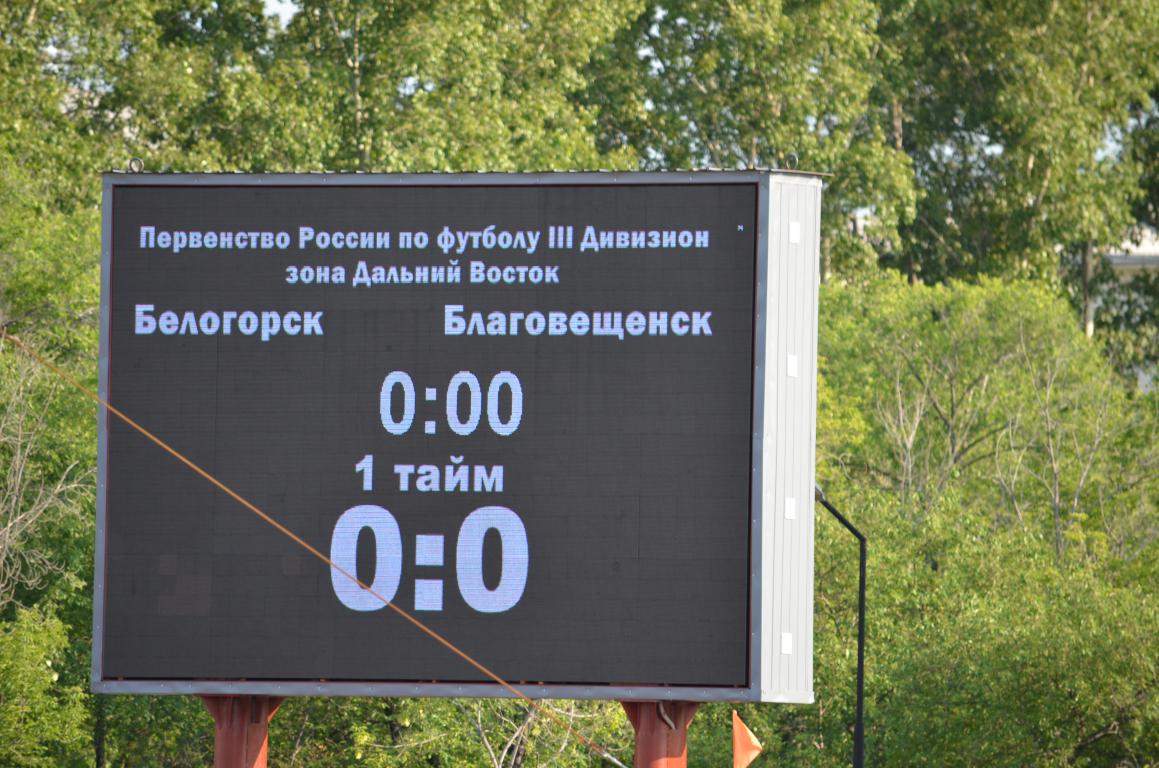 Первенство России по футболу III Дивизион
зона Дальний Восток
Белогорск Благовещенск
0:00
1 тайм
0:0